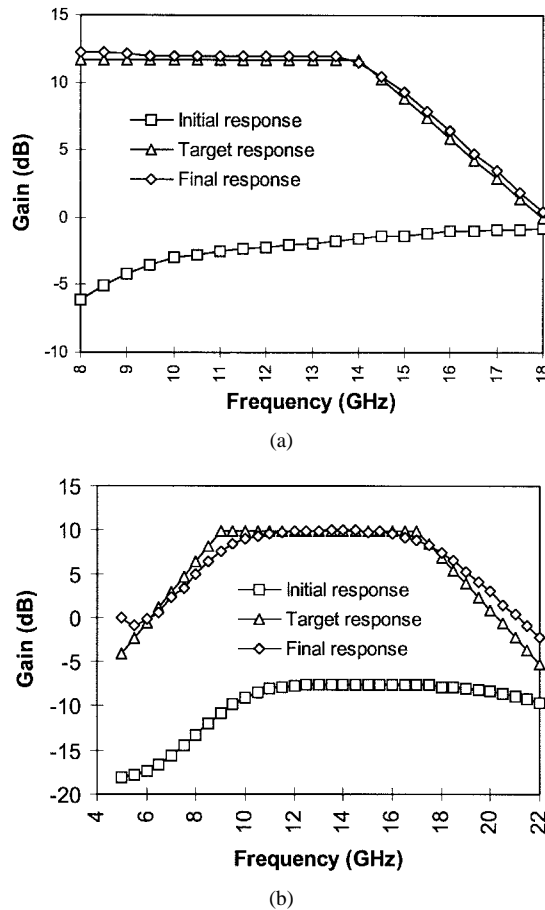 15
10
5
0
-5
-10
Gain (dB)
Initial response
Target response
Final response
8
9
10
11
12
13
14
15
16
17
18
Frequency (GHz)
(a)
15
10
5
0
-5
-10
-15
-20
Gain (dB)
Initial response
Target response
Final response
4
6
8
10
12
14
16
18
20
22
Frequency (GHz)
(b)